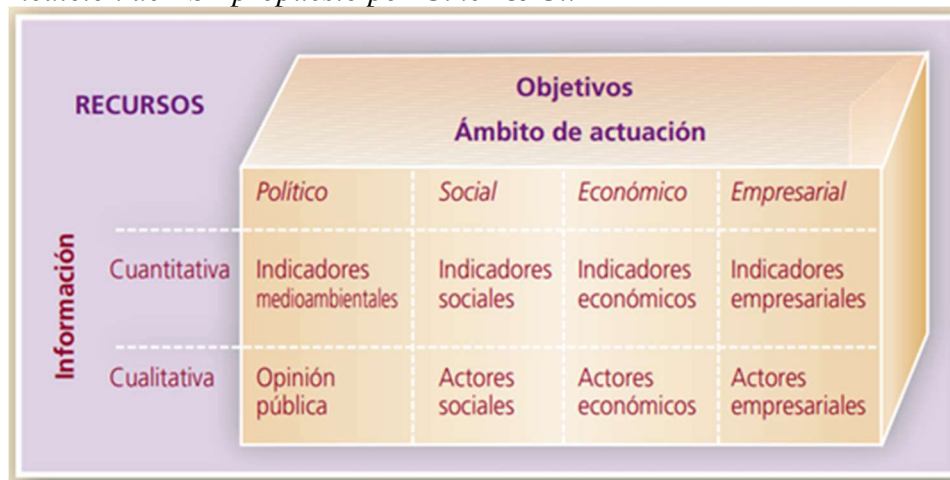 RECURSOS
Objetivos
Ámbito de actuación
Político Social Económico Empresarial
Información
Cuantitativa Indicadores Indicadores Indicadores Indicadores
medioambientales sociales económicos empresariales
Cualitativa Opinión Actores Actores Actores
pública sociales económicos empresariales